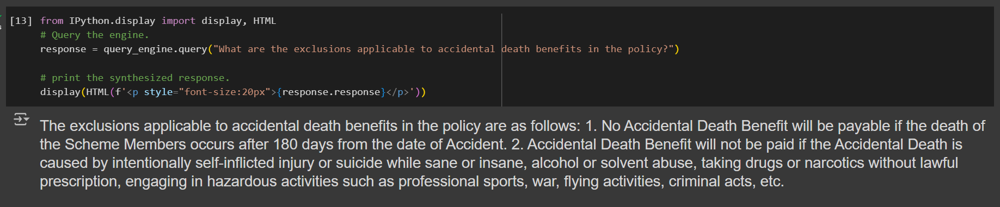 [13] from IPython.display import display, HTML
# Query the engine.
response = query_engine.query("What are the exclusions applicable to accidental death benefits in the policy?")
# print the synthesized response.
display(HTML(f'<p style="font-size:20px">{response.response}</p>'))
The exclusions applicable to accidental death benefits in the policy are as follows: 1. No Accidental Death Benefit will be payable if the death of
the Scheme Members occurs after 180 days from the date of Accident. 2. Accidental Death Benefit will not be paid if the Accidental Death is
caused by intentionally self-inflicted injury or suicide while sane or insane, alcohol or solvent abuse, taking drugs or narcotics without lawful
prescription, engaging in hazardous activities such as professional sports, war, flying activities, criminal acts, etc.